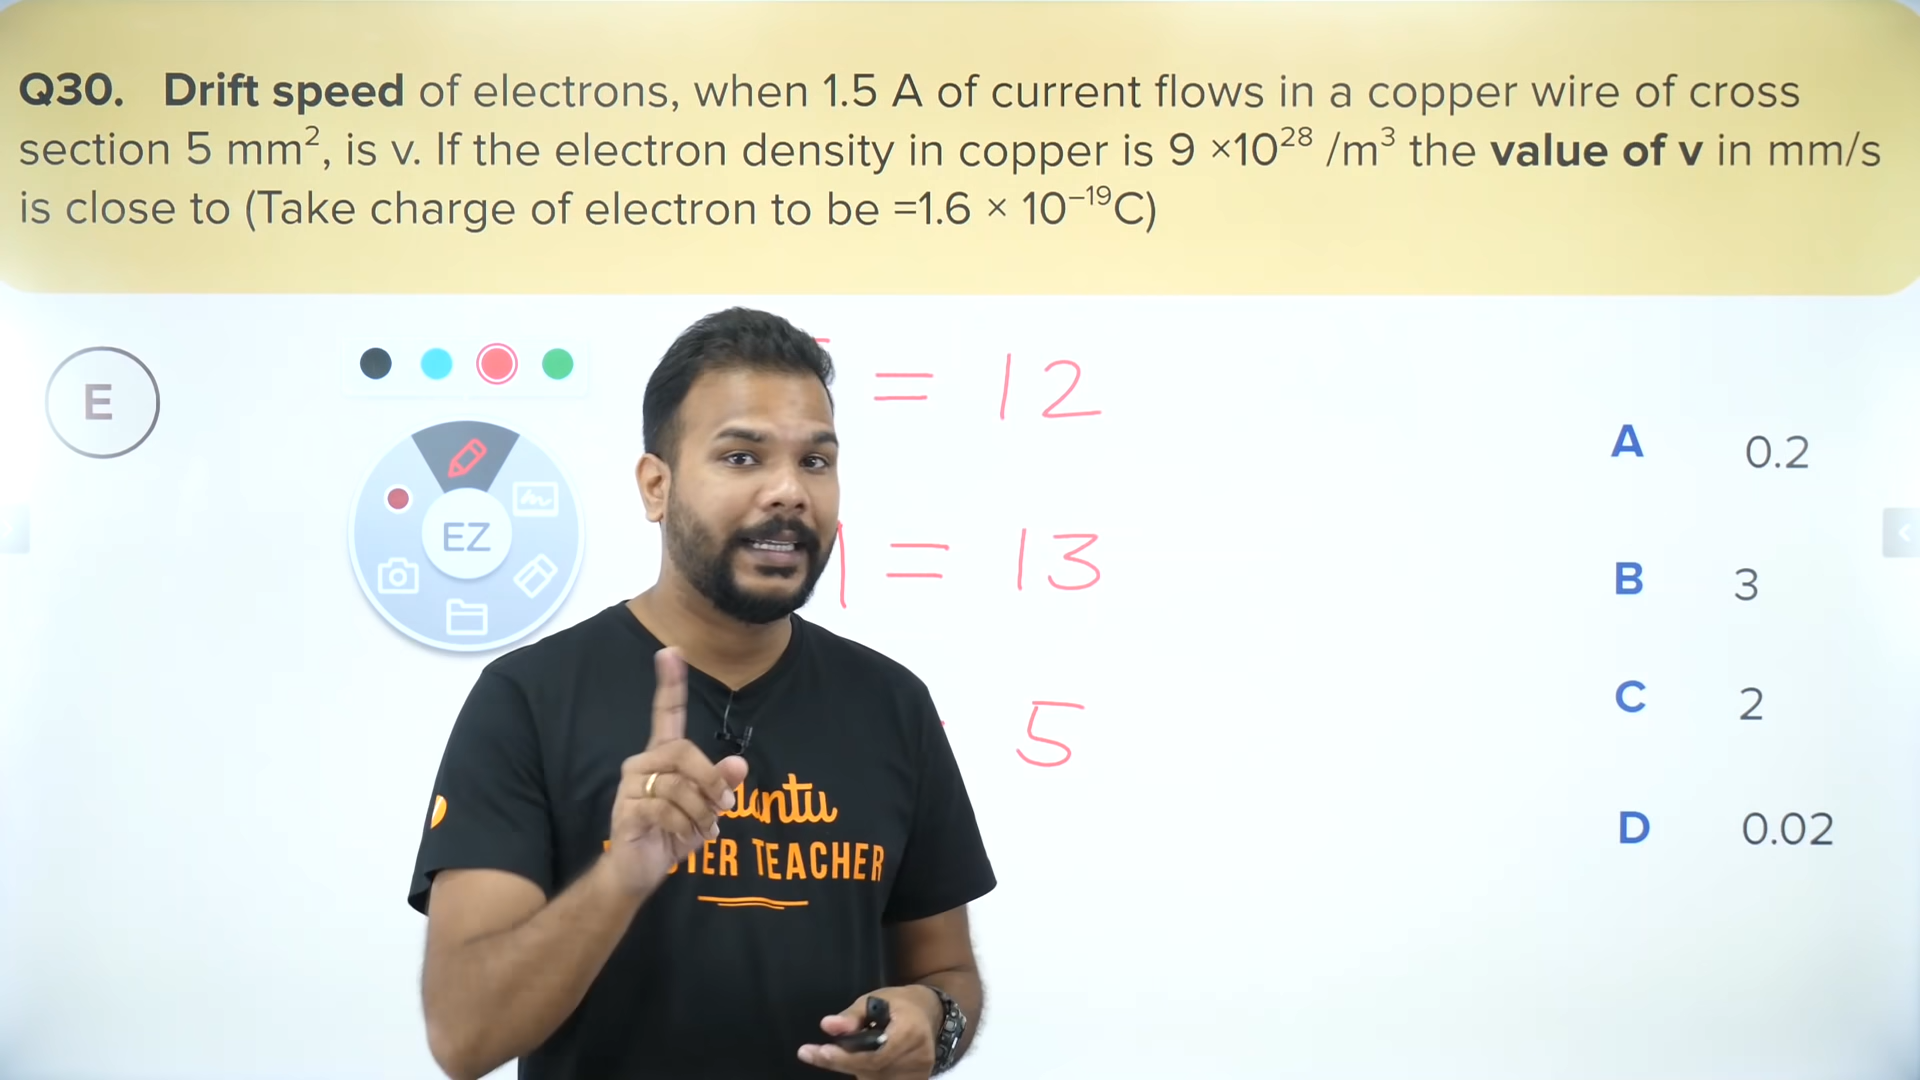 Q30. Drift speed of electrons, when 1.5 A of current flows in a copper wire of cross
section 5 mm², is v. If the electron density in copper is 9 ×10²⁸ /m³ the value of v in mm/s
is close to (Take charge of electron to be =1.6 × 10⁻¹⁹C)
E
= 12
A 0.2
EZ
= 13
B 3
5
C 2
TEACHER
D 0.02